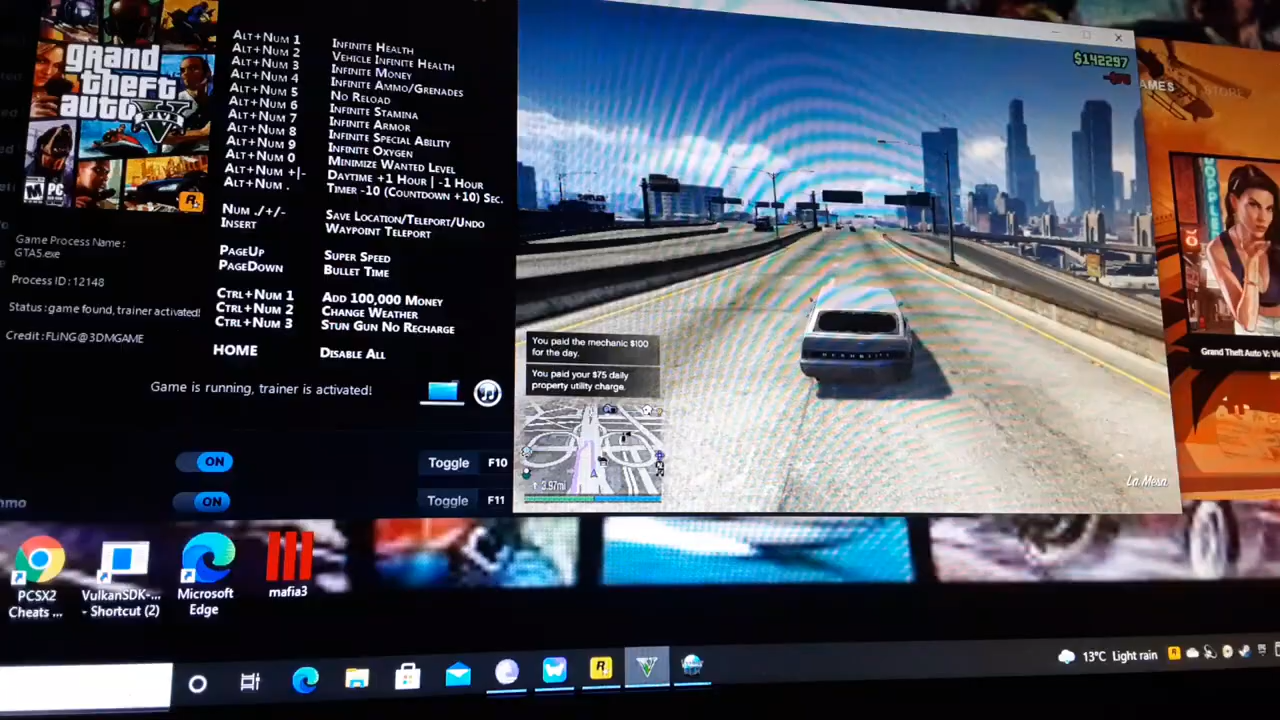 grand
theft
auto
FIVE
V
M
PC
R
Game Process Name :
GTA5.exe
Process ID : 12148
Status : game found, trainer activated!
Credit : FLiNG@3DMGAME
Alt+Num 1 Infinite Health
Alt+Num 2 Vehicle Infinite Health
Alt+Num 3 Infinite Money
Alt+Num 4 Infinite Ammo/Grenades
Alt+Num 5 No Reload
Alt+Num 6 Infinite Stamina
Alt+Num 7 Infinite Armor
Alt+Num 8 Infinite Special Ability
Alt+Num 9 Infinite Oxygen
Alt+Num 0 Minimize Wanted Level
Alt+Num +|- Daytime +1 Hour | -1 Hour
Alt+Num . Timer -10 (Countdown +10) Sec.
Num ./+/- Save Location/Teleport/Undo
Insert Waypoint Teleport
PageUp Super Speed
PageDown Bullet Time
Ctrl+Num 1 Add 100,000 Money
Ctrl+Num 2 Change Weather
Ctrl+Num 3 Stun Gun No Recharge
Home Disable All
Game is running, trainer is activated!
ON Toggle F10
mmo ON Toggle F11
$142297
You paid the mechanic $100
for the day.
You paid your $75 daily
property utility charge.
3.97mi
La Mesa
AMES STORE
Grand Theft Auto V: Vi
PCSX2
Cheats ...
VulkanSDK-...
- Shortcut (2)
Microsoft
Edge
mafia3
13°C Light rain